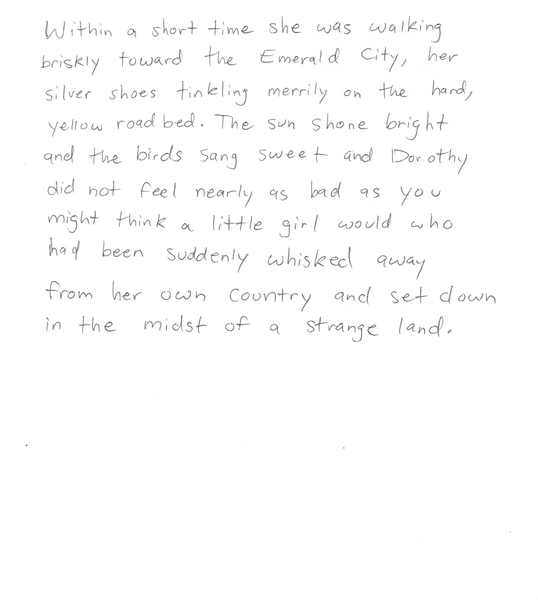 Within a short time she was walking
briskly toward the Emerald City, her
silver shoes tinkling merrily on the hard,
yellow road bed. The sun shone bright
and the birds sang sweet and Dorothy
did not feel nearly as bad as you
might think a little girl would who
had been suddenly whisked away
from her own country and set down
in the midst of a strange land.